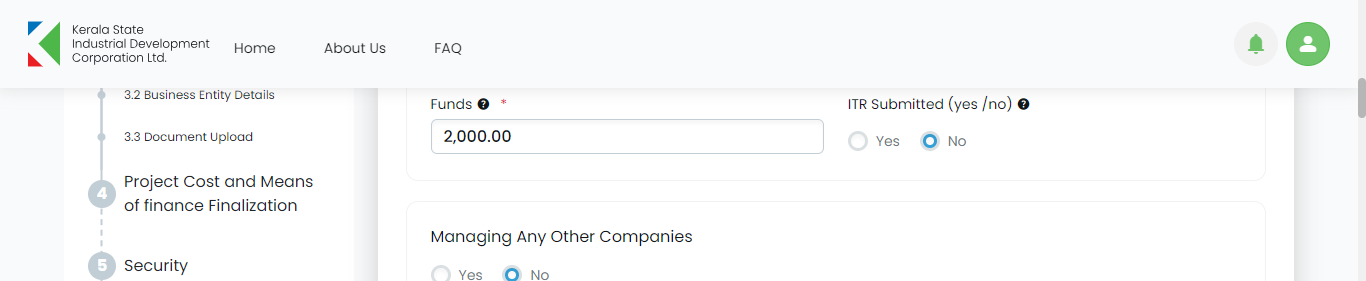 Kerala State
Industrial Development
Corporation Ltd.
Home About Us FAQ
3.2 Business Entity Details
3.3 Document Upload
4 Project Cost and Means
of finance Finalization
5 Security
Funds ? *
2,000.00
ITR Submitted (yes /no) ?
Yes No
Managing Any Other Companies
Yes No